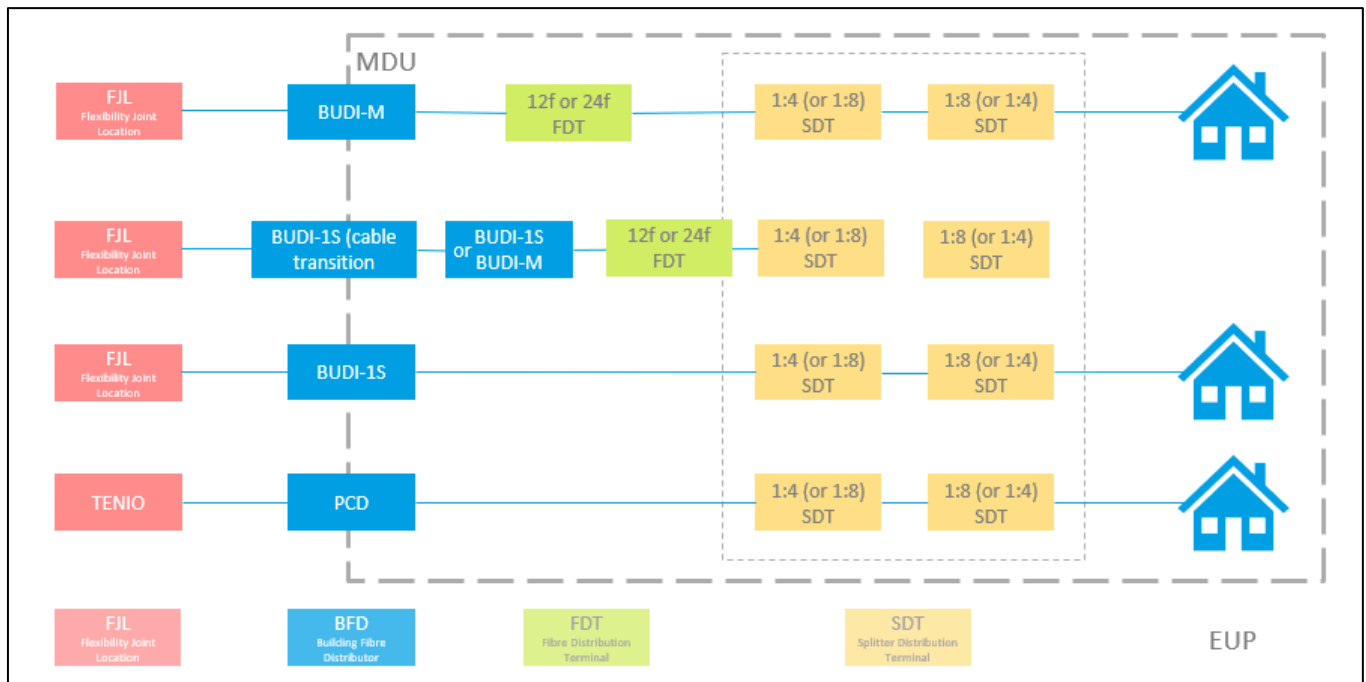 MDU
FJL
Flexibility Joint
Location
BUDI-M
12f or 24f
FDT
1:4 (or 1:8)
SDT
1:8 (or 1:4)
SDT
FJL
Flexibility Joint
Location
BUDI-1S (cable
transition
or
BUDI-1S
BUDI-M
12f or 24f
FDT
1:4 (or 1:8)
SDT
1:8 (or 1:4)
SDT
FJL
Flexibility Joint
Location
BUDI-1S
1:4 (or 1:8)
SDT
1:8 (or 1:4)
SDT
TENIO
PCD
1:4 (or 1:8)
SDT
1:8 (or 1:4)
SDT
FJL
Flexibility Joint
Location
BFD
Building Fibre
Distributor
FDT
Fibre Distribution
Terminal
SDT
Splitter Distribution
Terminal
EUP